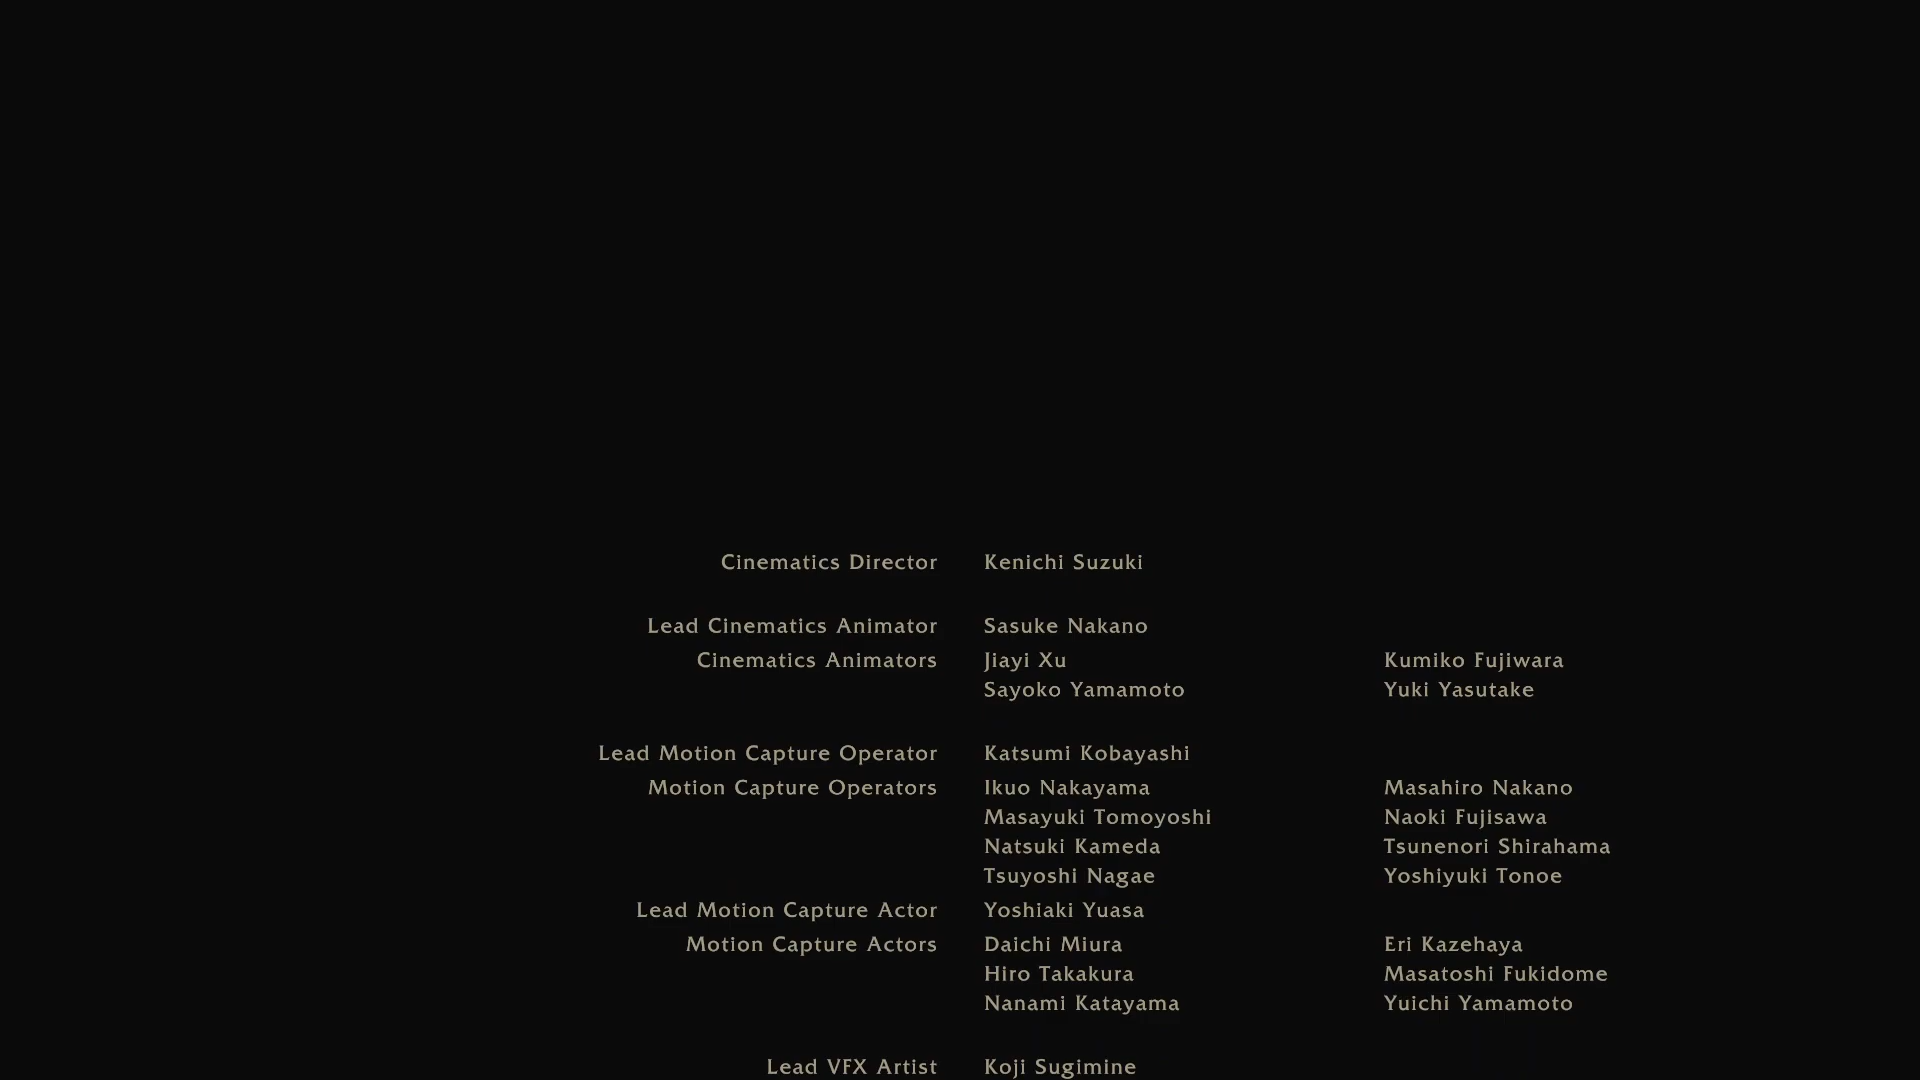 Cinematics Director Kenichi Suzuki
Lead Cinematics Animator Sasuke Nakano
Cinematics Animators Jiayi Xu Kumiko Fujiwara
Sayoko Yamamoto Yuki Yasutake
Lead Motion Capture Operator Katsumi Kobayashi
Motion Capture Operators Ikuo Nakayama Masahiro Nakano
Masayuki Tomoyoshi Naoki Fujisawa
Natsuki Kameda Tsunenori Shirahama
Tsuyoshi Nagae Yoshiyuki Tonoe
Lead Motion Capture Actor Yoshiaki Yuasa
Motion Capture Actors Daichi Miura Eri Kazehaya
Hiro Takakura Masatoshi Fukidome
Nanami Katayama Yuichi Yamamoto
Lead VFX Artist Koji Sugimine